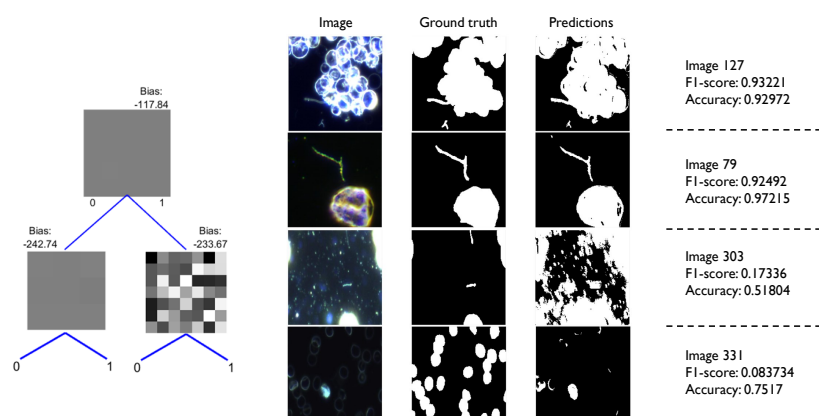 Image Ground truth Predictions
Bias:
-117.84
0 1
Bias:
-242.74
Bias:
-233.67
0 1 0 1
Image 127
F1-score: 0.93221
Accuracy: 0.92972
Image 79
F1-score: 0.92492
Accuracy: 0.97215
Image 303
F1-score: 0.17336
Accuracy: 0.51804
Image 331
F1-score: 0.083734
Accuracy: 0.7517